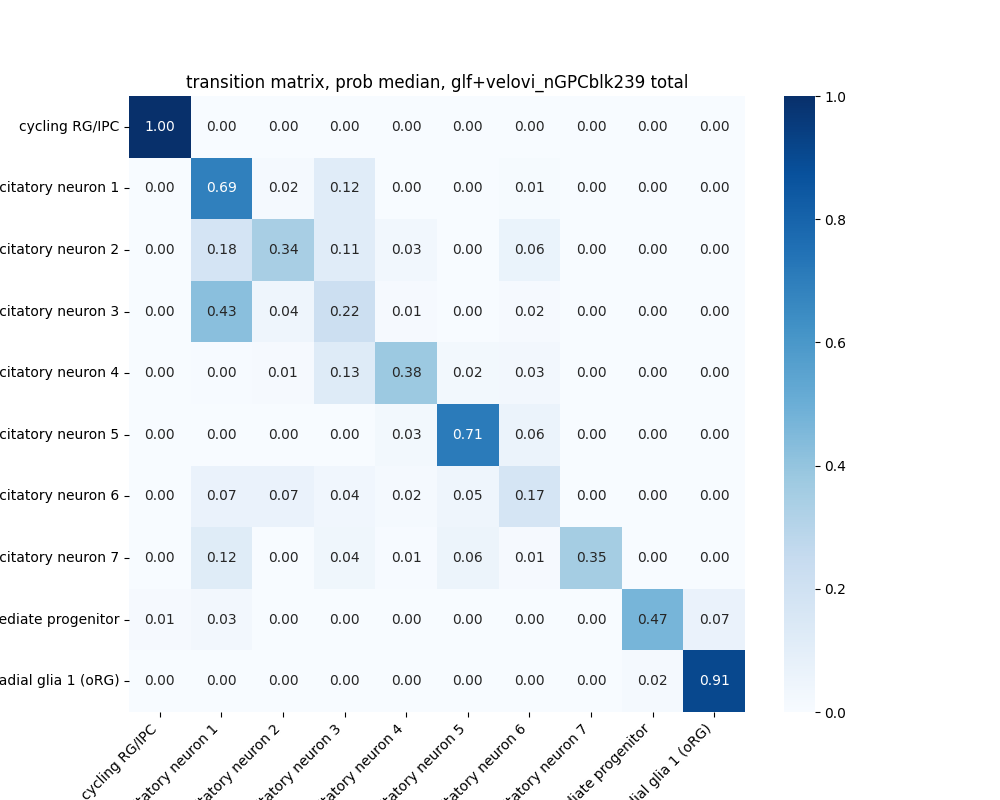 transition matrix, prob median, glf+velovi_nGPCblk239 total
cycling RG/IPC 1.00 0.00 0.00 0.00 0.00 0.00 0.00 0.00 0.00 0.00
citatory neuron 1 0.00 0.69 0.02 0.12 0.00 0.00 0.01 0.00 0.00 0.00
citatory neuron 2 0.00 0.18 0.34 0.11 0.03 0.00 0.06 0.00 0.00 0.00
citatory neuron 3 0.00 0.43 0.04 0.22 0.01 0.00 0.02 0.00 0.00 0.00
citatory neuron 4 0.00 0.00 0.01 0.13 0.38 0.02 0.03 0.00 0.00 0.00
citatory neuron 5 0.00 0.00 0.00 0.00 0.03 0.71 0.06 0.00 0.00 0.00
citatory neuron 6 0.00 0.07 0.07 0.04 0.02 0.05 0.17 0.00 0.00 0.00
citatory neuron 7 0.00 0.12 0.00 0.04 0.01 0.06 0.01 0.35 0.00 0.00
ediate progenitor 0.01 0.03 0.00 0.00 0.00 0.00 0.00 0.00 0.47 0.07
adial glia 1 (oRG) 0.00 0.00 0.00 0.00 0.00 0.00 0.00 0.00 0.02 0.91
cycling RG/IPC
tatory neuron 1
tatory neuron 2
tatory neuron 3
tatory neuron 4
tatory neuron 5
tatory neuron 6
tatory neuron 7
diate progenitor
dial glia 1 (oRG)
1.0
0.8
0.6
0.4
0.2
0.0